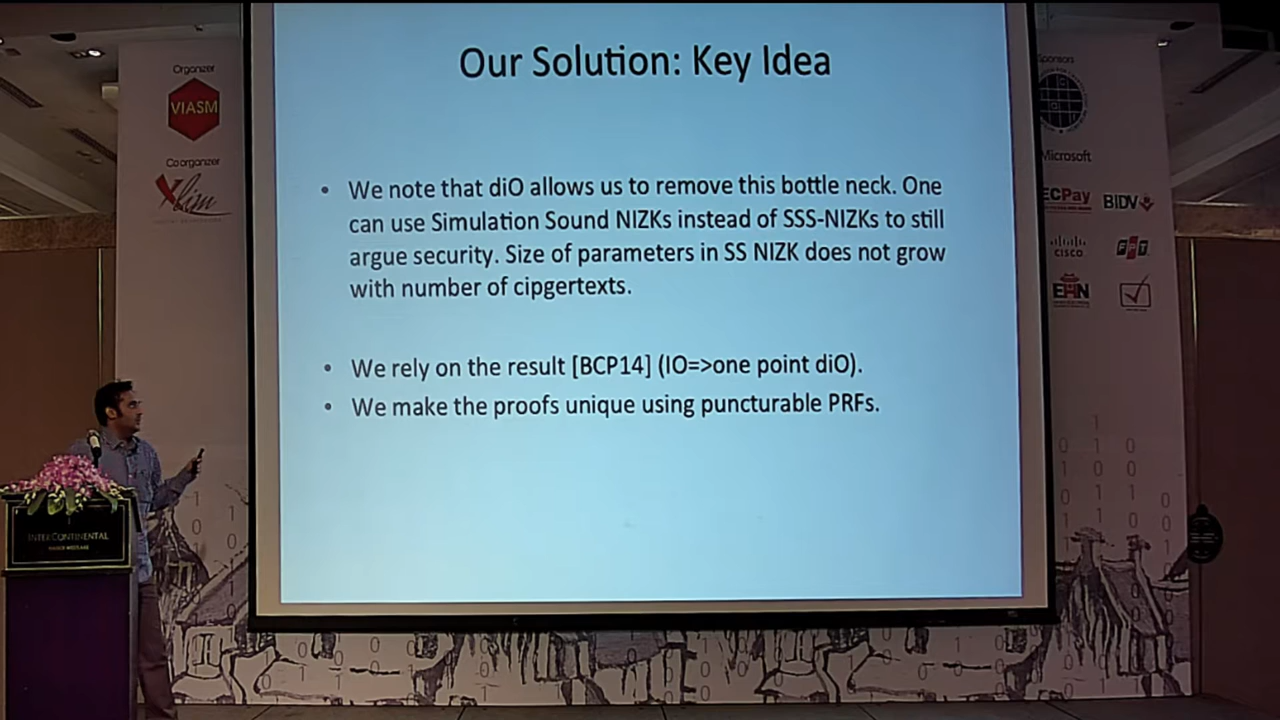 Our Solution: Key Idea
• We note that diO allows us to remove this bottle neck. One
can use Simulation Sound NIZKs instead of SSS-NIZKs to still
argue security. Size of parameters in SS NIZK does not grow
with number of cipgertexts.
• We rely on the result [BCP14] (IO=>one point diO).
• We make the proofs unique using puncturable PRFs.
Organizer
VIASM
Coorganizer
Xlim
Sponsors
Microsoft
ECPay
BIDV
CISCO
FPT
INTERCONTINENTAL